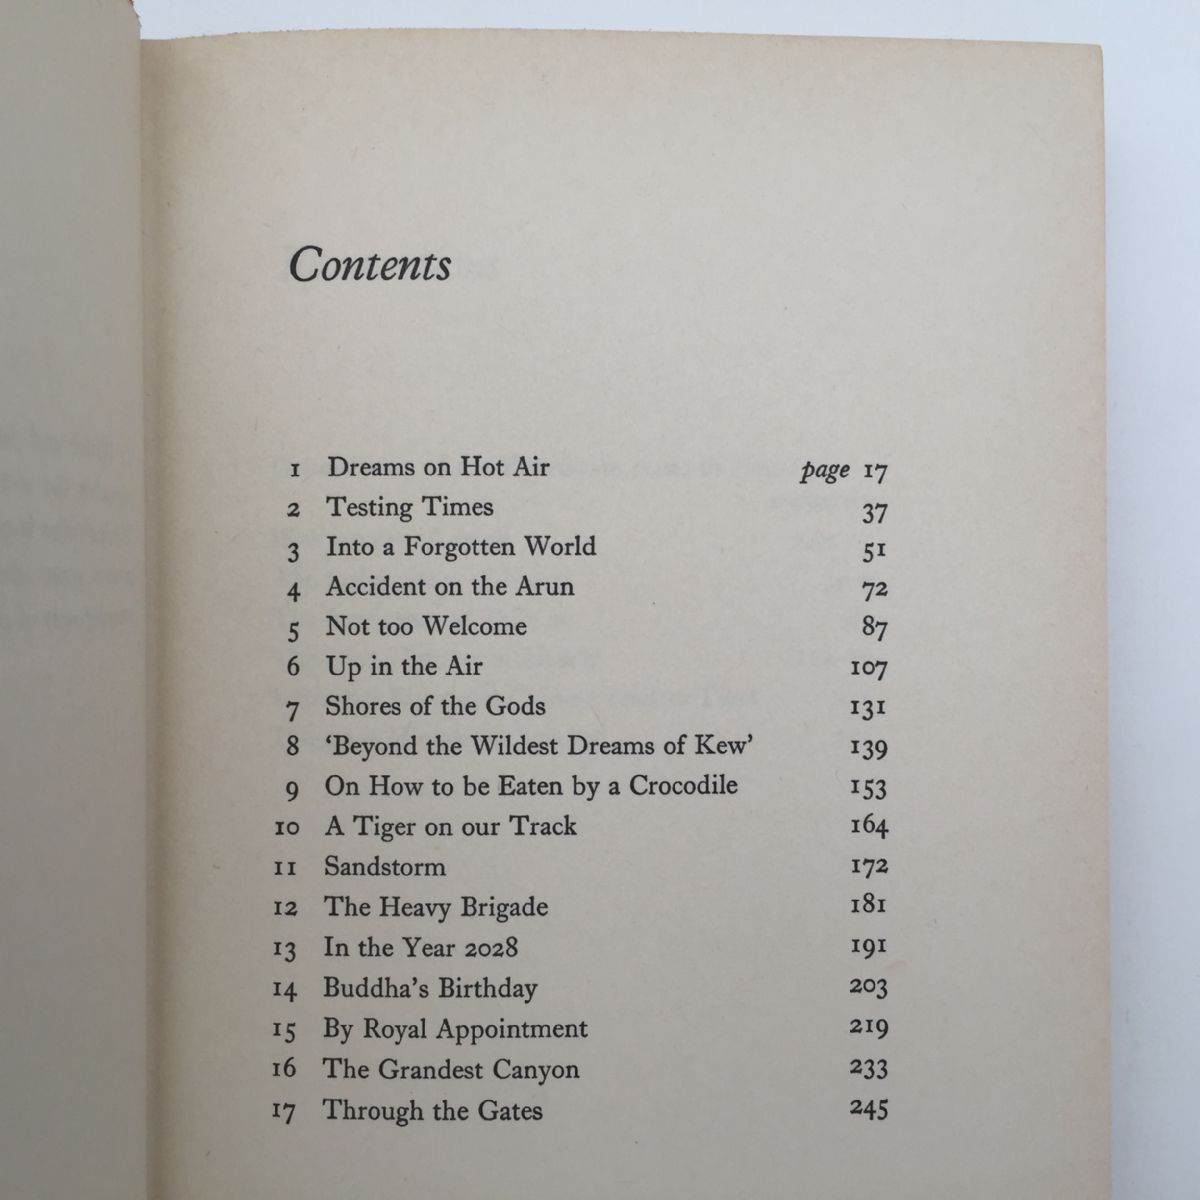 Contents
1 Dreams on Hot Air page 17
2 Testing Times 37
3 Into a Forgotten World 51
4 Accident on the Arun 72
5 Not too Welcome 87
6 Up in the Air 107
7 Shores of the Gods 131
8 ‘Beyond the Wildest Dreams of Kew’ 139
9 On How to be Eaten by a Crocodile 153
10 A Tiger on our Track 164
11 Sandstorm 172
12 The Heavy Brigade 181
13 In the Year 2028 191
14 Buddha’s Birthday 203
15 By Royal Appointment 219
16 The Grandest Canyon 233
17 Through the Gates 245